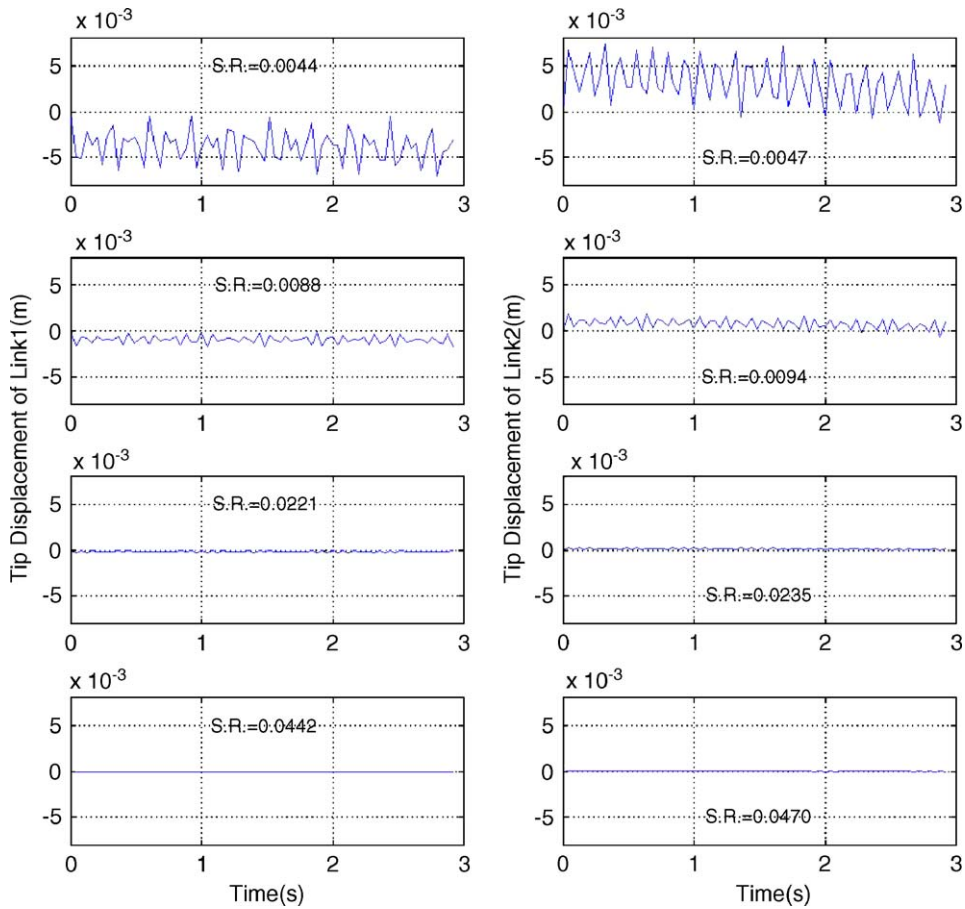 x 10-3
5
0
-5
S.R.=0.0044
0 1 2 3
x 10-3
5
0
-5
S.R.=0.0047
0 1 2 3
x 10-3
5
0
-5
S.R.=0.0088
0 1 2 3
x 10-3
5
0
-5
S.R.=0.0094
0 1 2 3
x 10-3
5
0
-5
S.R.=0.0221
0 1 2 3
x 10-3
5
0
-5
S.R.=0.0235
0 1 2 3
x 10-3
5
0
-5
S.R.=0.0442
0 1 2 3
Time(s)
x 10-3
5
0
-5
S.R.=0.0470
0 1 2 3
Time(s)
Tip Displacement of Link1(m)
Tip Displacement of Link2(m)